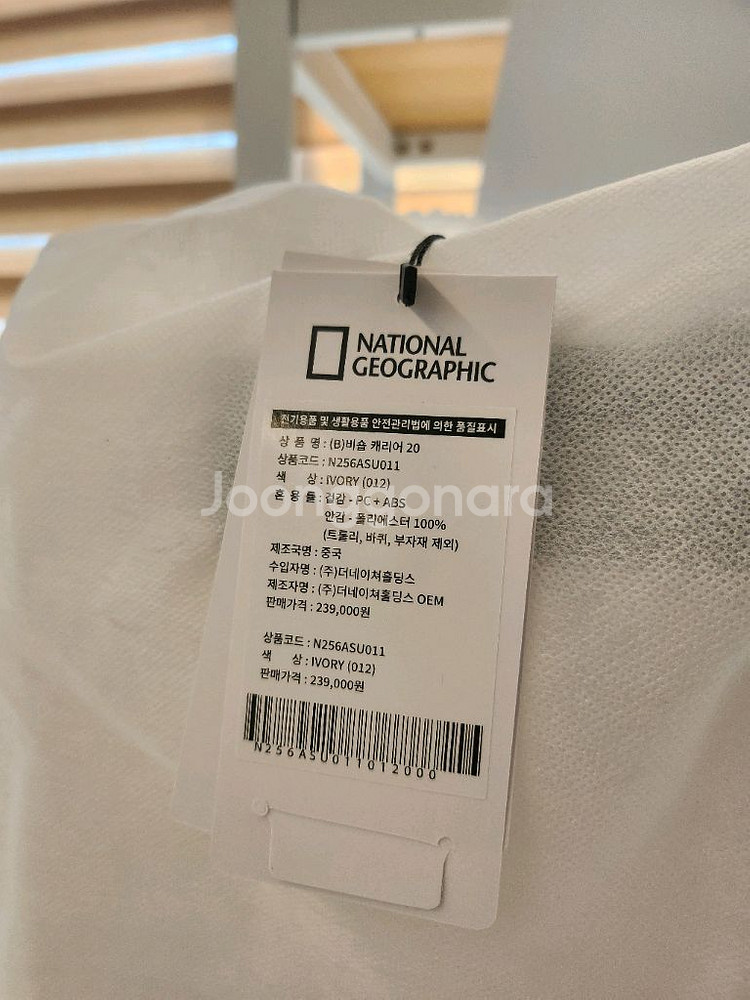 NATIONAL
GEOGRAPHIC
전기용품 및 생활용품 안전관리법에 의한 품질표시
상 품 명 : (B)비숍 캐리어 20
상품코드 : N256ASU011
색 상 : IVORY (012)
혼 용 률 : 겉감 - PC + ABS
안감 - 폴리에스터 100%
(트롤리, 바퀴, 부자재 제외)
제조국명 : 중국
수입자명 : (주)더네이쳐홀딩스
제조자명 : (주)더네이쳐홀딩스 OEM
판매가격 : 239,000원
상품코드 : N256ASU011
색 상 : IVORY (012)
판매가격 : 239,000원
N256ASU011012000
Joonggonara